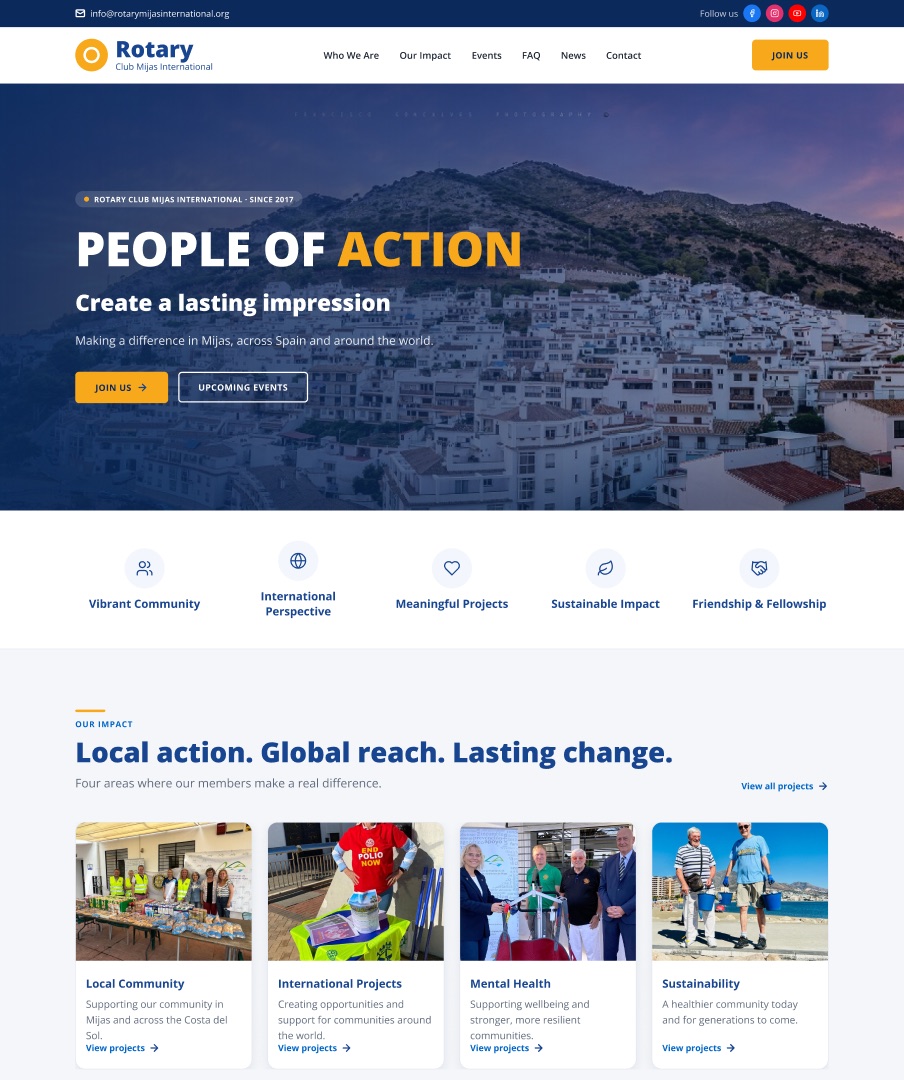 info@rotarymijasinternational.org
Follow us
Rotary
Club Mijas International
Who We Are
Our Impact
Events
FAQ
News
Contact
JOIN US
PHOTOGRAPHY
ROTARY CLUB MIJAS INTERNATIONAL · SINCE 2017
PEOPLE OF ACTION
Create a lasting impression
Making a difference in Mijas, across Spain and around the world.
JOIN US →
UPCOMING EVENTS
Vibrant Community
International
Perspective
Meaningful Projects
Sustainable Impact
Friendship & Fellowship
OUR IMPACT
Local action. Global reach. Lasting change.
Four areas where our members make a real difference.
View all projects →
END
POLIO
NOW
Local Community
Supporting our community in
Mijas and across the Costa del
Sol.
View projects →
International Projects
Creating opportunities and
support for communities around
the world.
View projects →
Mental Health
Supporting wellbeing and
stronger, more resilient
communities.
View projects →
Sustainability
A healthier community today
and for generations to come.
View projects →